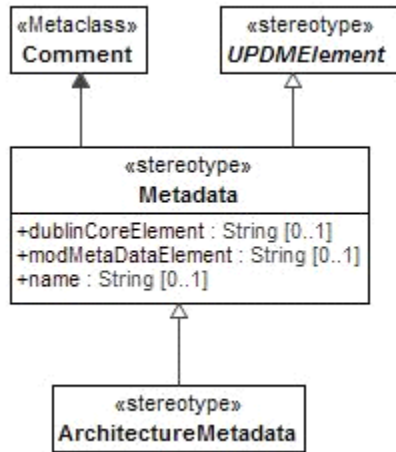 «Metaclass»
Comment
«stereotype»
UPDMElement
«stereotype»
Metadata
+dublinCoreElement : String [0..1]
+modMetaDataElement : String [0..1]
+name : String [0..1]
«stereotype»
ArchitectureMetadata